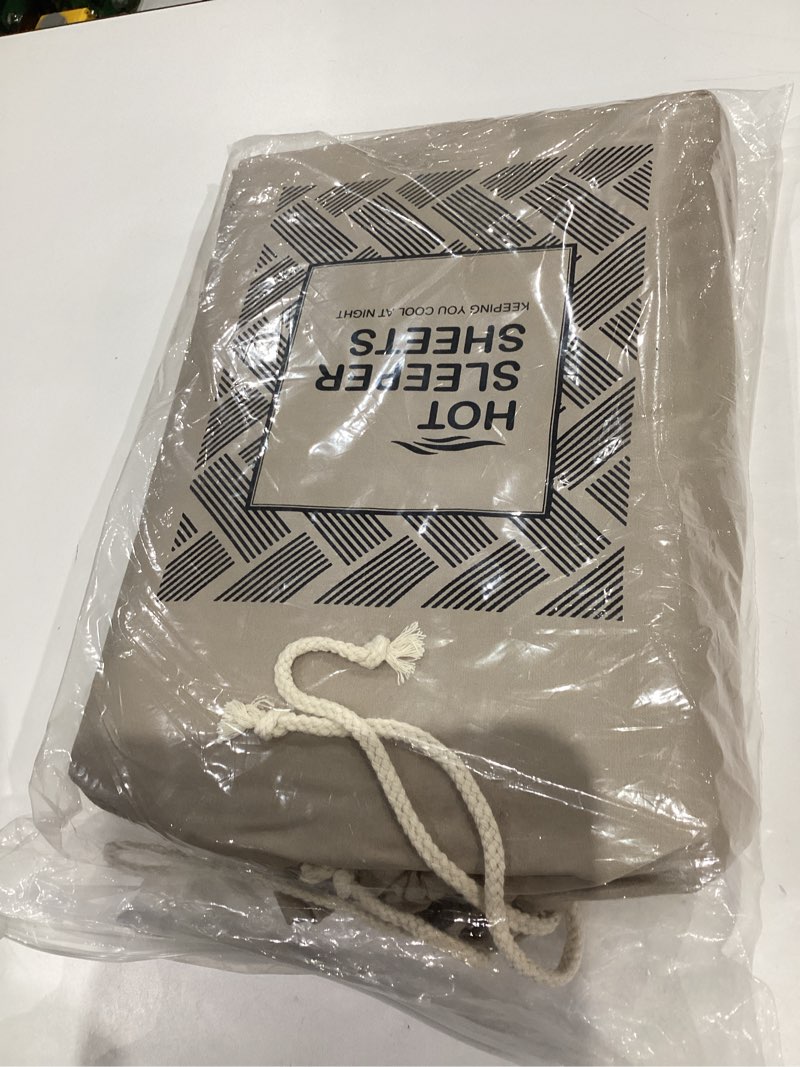 HOT
SLEEPER
SHEETS
KEEPING YOU COOL AT NIGHT